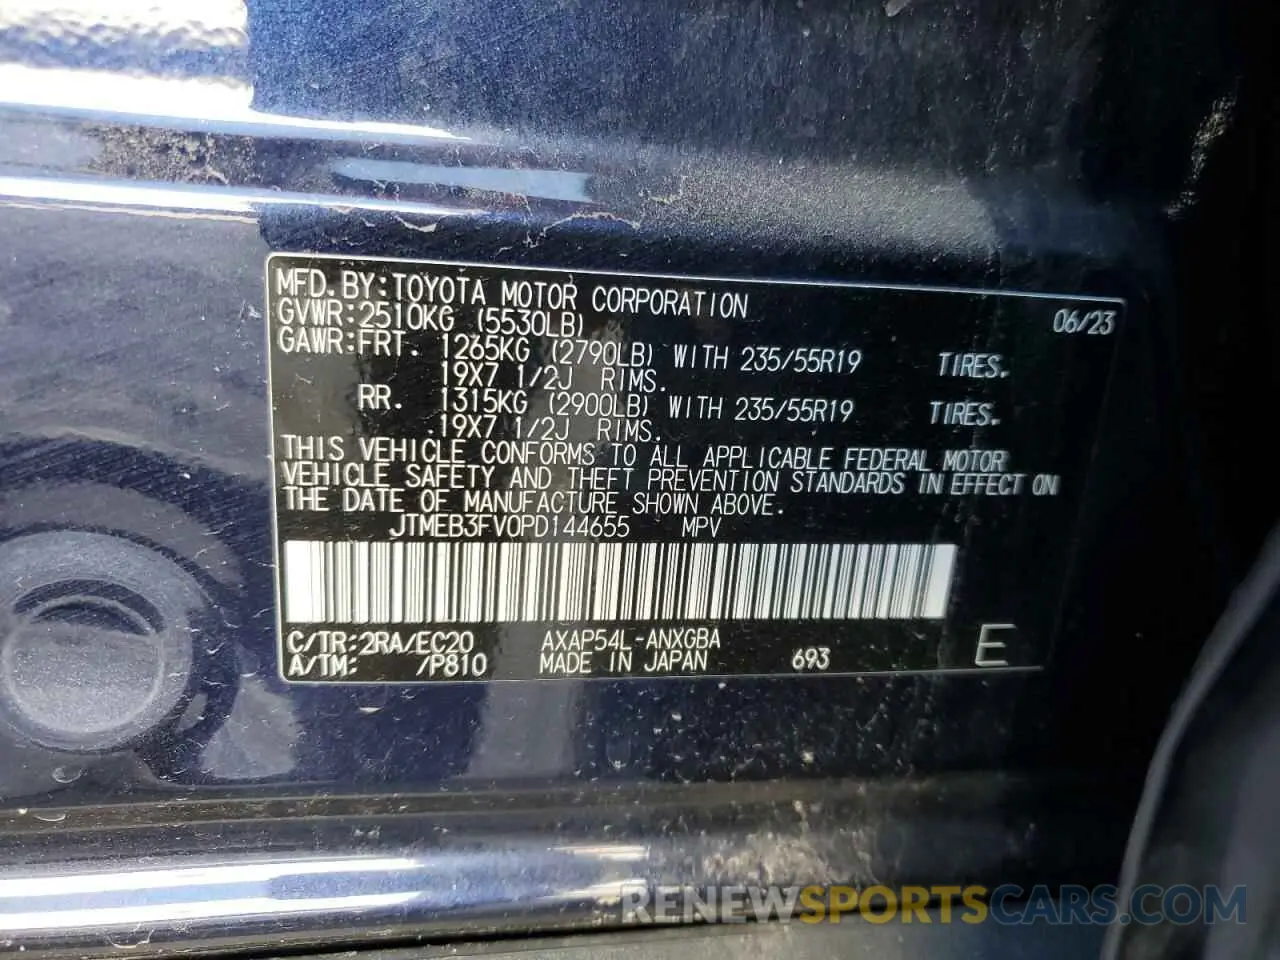 MFD. BY:TOYOTA MOTOR CORPORATION 06/23
GVWR:2510KG (5530LB)
GAWR:FRT. 1265KG (2790LB) WITH 235/55R19 TIRES.
19X7 1/2J RIMS.
RR. 1315KG (2900LB) WITH 235/55R19 TIRES.
19X7 1/2J RIMS.
THIS VEHICLE CONFORMS TO ALL APPLICABLE FEDERAL MOTOR
VEHICLE SAFETY AND THEFT PREVENTION STANDARDS IN EFFECT ON
THE DATE OF MANUFACTURE SHOWN ABOVE.
JTMEB3FV0PD144655 MPV
C/TR:2RA/EC20 AXAP54L-ANXGBA
A/TM: /P810 MADE IN JAPAN 693 E
RENEWSPORTSCARS.COM